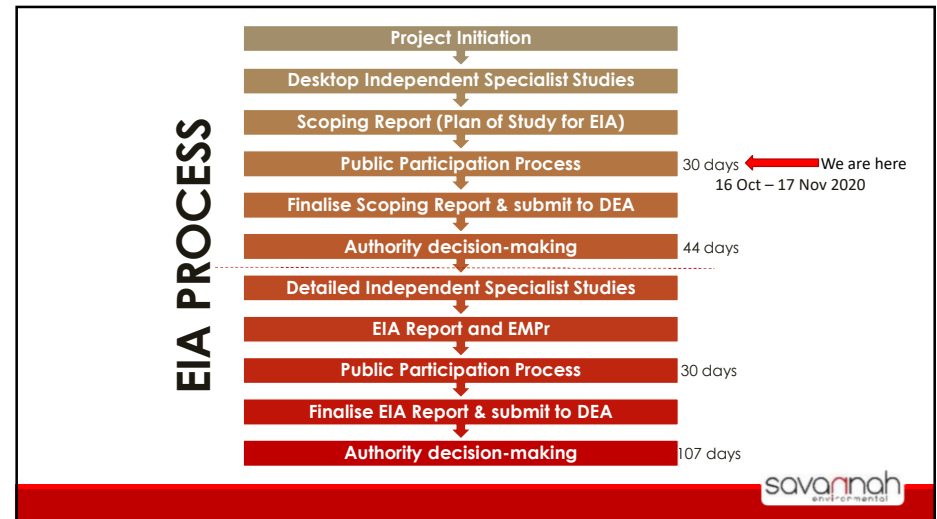 EIA PROCESS
Project Initiation
Desktop Independent Specialist Studies
Scoping Report (Plan of Study for EIA)
Public Participation Process
30 days
We are here
16 Oct – 17 Nov 2020
Finalise Scoping Report & submit to DEA
Authority decision-making
44 days
Detailed Independent Specialist Studies
EIA Report and EMPr
Public Participation Process
30 days
Finalise EIA Report & submit to DEA
Authority decision-making
107 days
savannah
environmental